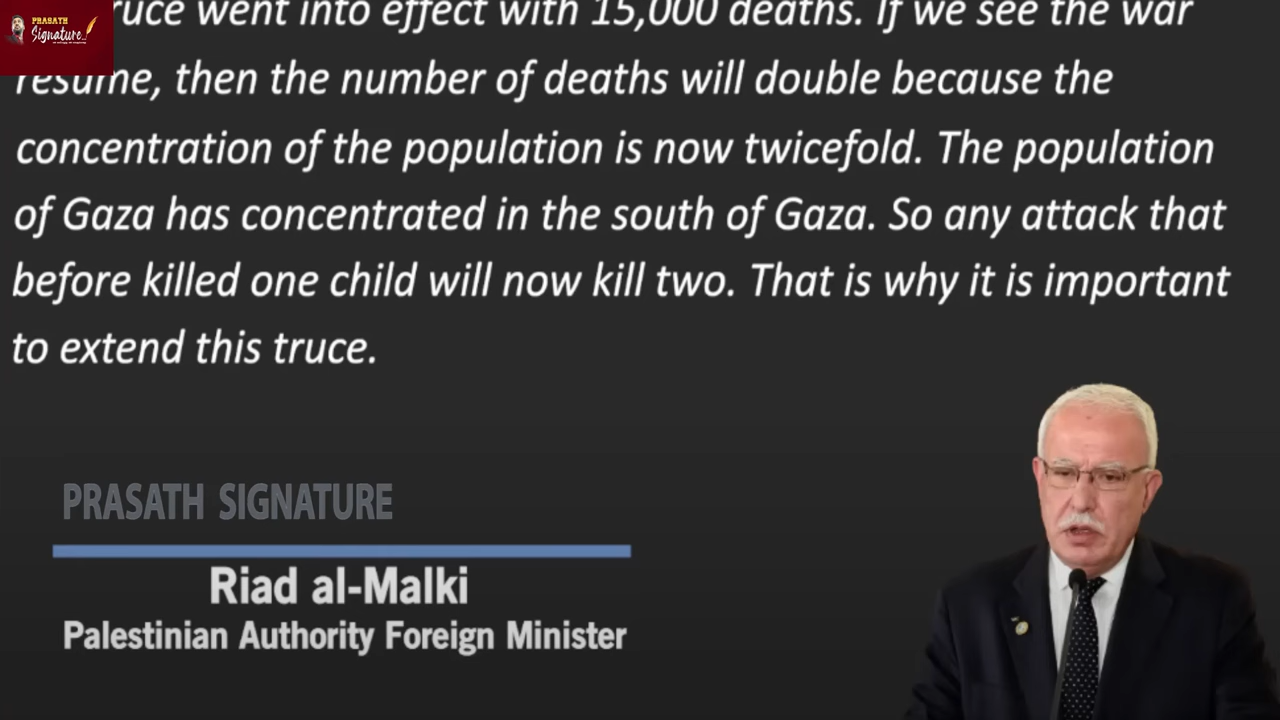 PRASATH
Signature
ruce went into effect with 15,000 deaths. If we see the war
resume, then the number of deaths will double because the
concentration of the population is now twicefold. The population
of Gaza has concentrated in the south of Gaza. So any attack that
before killed one child will now kill two. That is why it is important
to extend this truce.
PRASATH SIGNATURE
Riad al-Malki
Palestinian Authority Foreign Minister